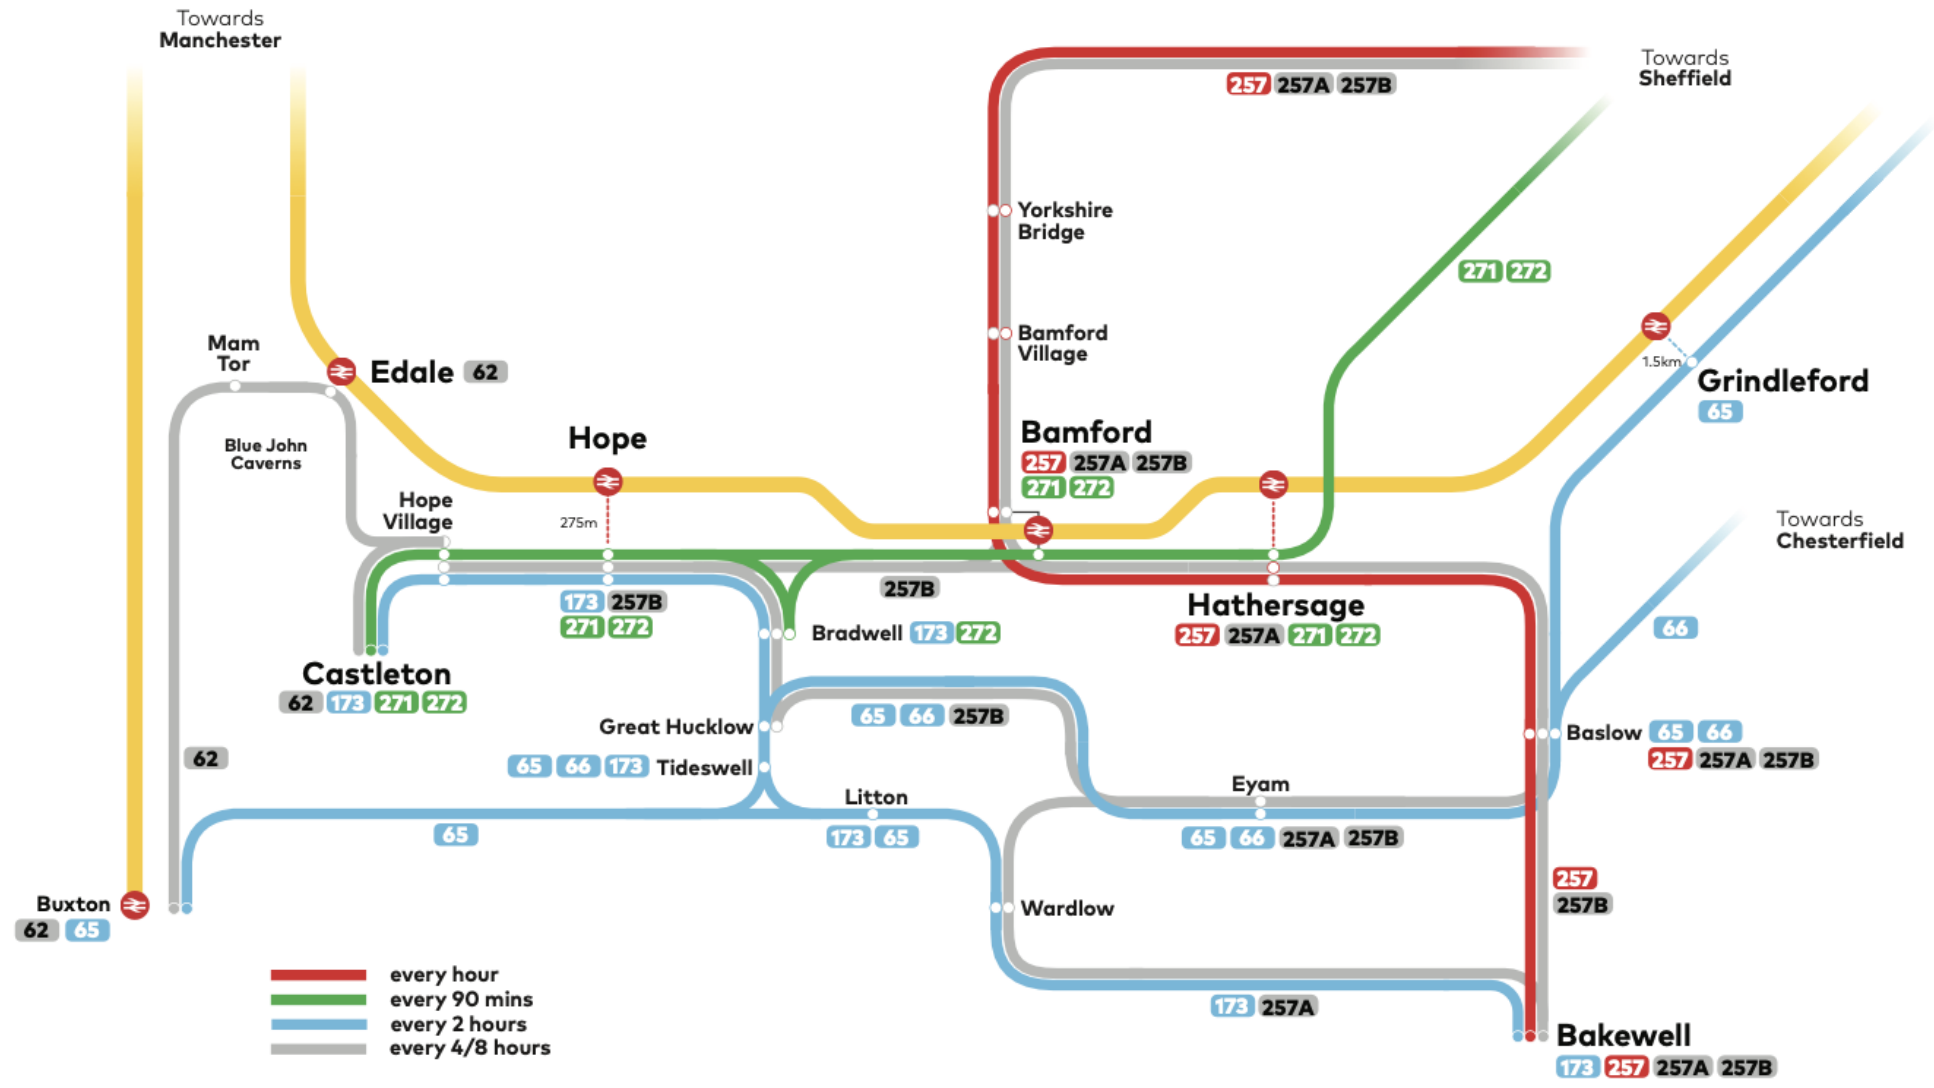 Towards
Manchester
Towards
Sheffield
257 257A 257B
Yorkshire
Bridge
271 272
Mam
Tor
Edale 62
Bamford
Village
1.5km
Grindleford
65
Blue John
Caverns
Hope
Bamford
257 257A 257B
271 272
Hope
Village
275m
Towards
Chesterfield
257B
173 257B
271 272
Hathersage
257 257A 271 272
66
Bradwell 173 272
Castleton
62 173 271 272
65 66 257B
Great Hucklow
Baslow 65 66
257 257A 257B
62
65 66 173 Tideswell
Eyam
65 66 257A 257B
Litton
173 65
65
257
257B
Buxton
62 65
Wardlow
every hour
every 90 mins
every 2 hours
every 4/8 hours
173 257A
Bakewell
173 257 257A 257B